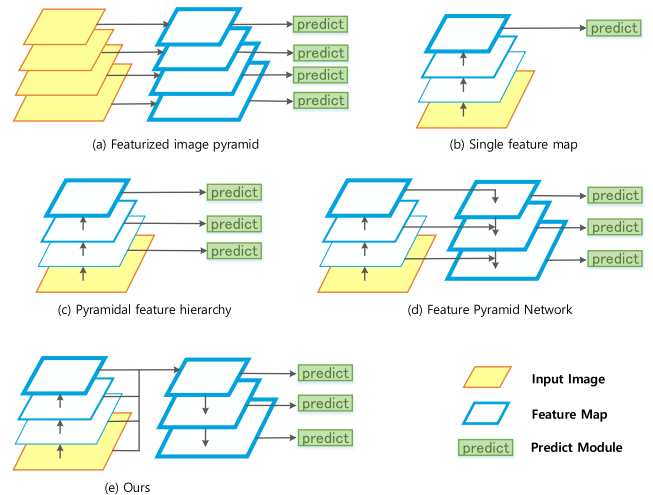 predict
predict
predict
predict
predict
(a) Featurized image pyramid
(b) Single feature map
predict
predict
predict
predict
predict
predict
(c) Pyramidal feature hierarchy
(d) Feature Pyramid Network
predict
predict
predict
(e) Ours
Input Image
Feature Map
predict
Predict Module